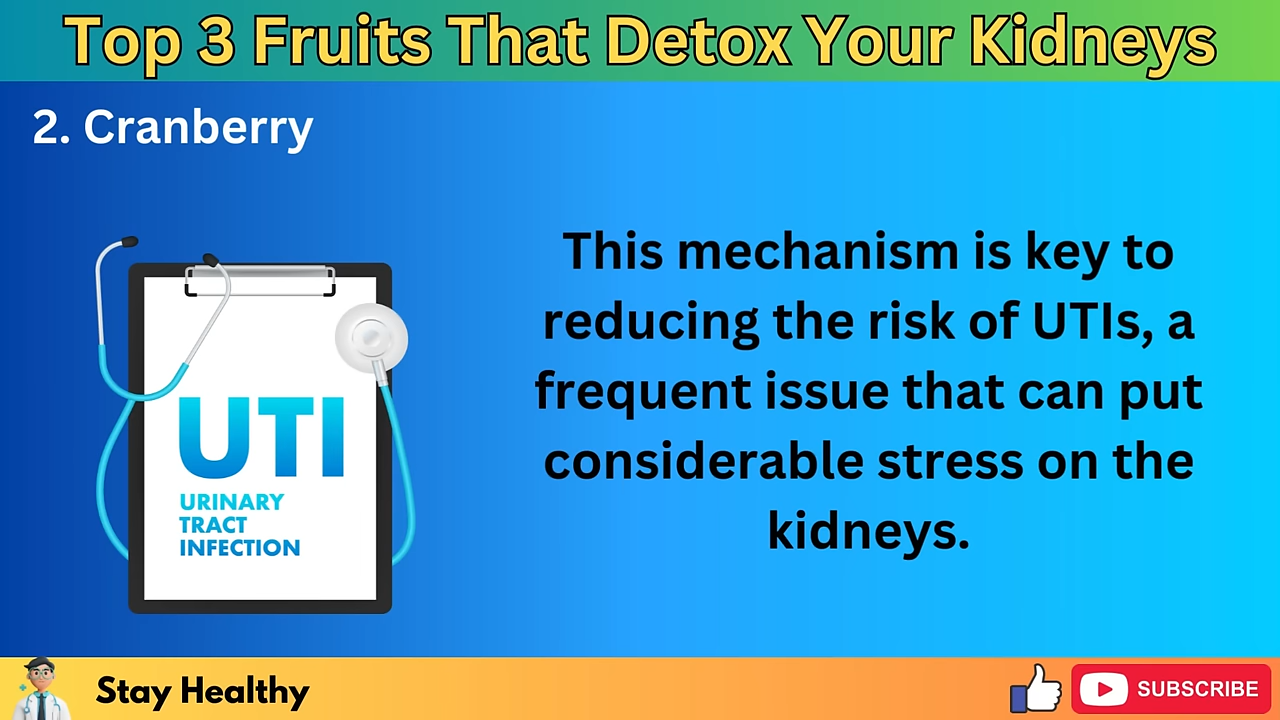 Top 3 Fruits That Detox Your Kidneys
2. Cranberry
UTI
URINARY
TRACT
INFECTION
This mechanism is key to
reducing the risk of UTIs, a
frequent issue that can put
considerable stress on the
kidneys.
Stay Healthy
SUBSCRIBE